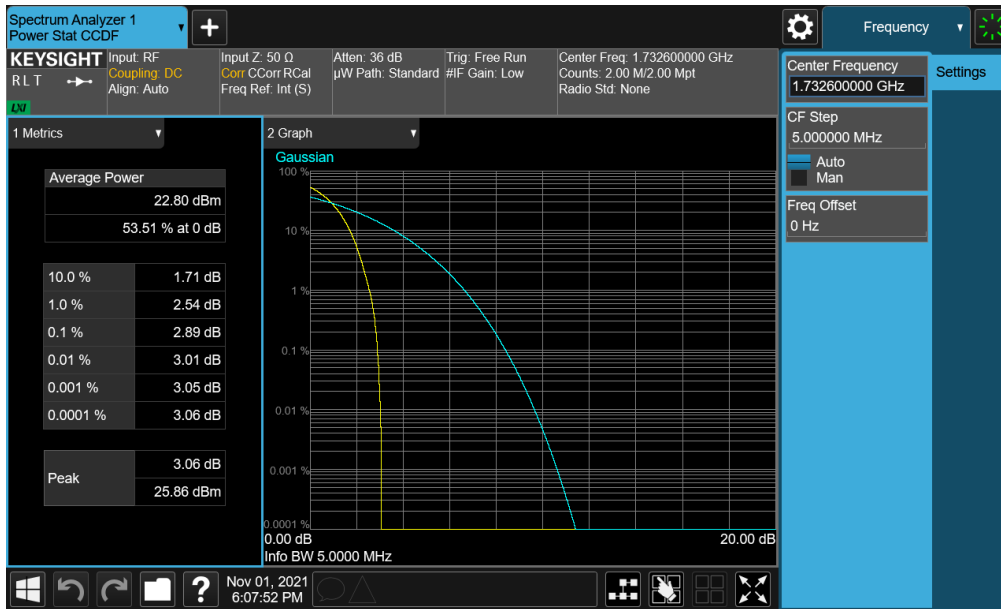 Spectrum Analyzer 1
Power Stat CCDF
Frequency
KEYSIGHT
R L T
LXI
Input: RF
Coupling: DC
Align: Auto
Input Z: 50 Ω
Corr CCorr RCal
Freq Ref: Int (S)
Atten: 36 dB
µW Path: Standard
Trig: Free Run
#IF Gain: Low
Center Freq: 1.732600000 GHz
Counts: 2.00 M/2.00 Mpt
Radio Std: None
Center Frequency
1.732600000 GHz
Settings
CF Step
5.000000 MHz
Auto
Man
Freq Offset
0 Hz
1 Metrics
Average Power
22.80 dBm
53.51 % at 0 dB
10.0 % 1.71 dB
1.0 % 2.54 dB
0.1 % 2.89 dB
0.01 % 3.01 dB
0.001 % 3.05 dB
0.0001 % 3.06 dB
Peak
3.06 dB
25.86 dBm
2 Graph
Gaussian
100 %
10 %
1 %
0.1 %
0.01 %
0.001 %
0.0001 %
0.00 dB 20.00 dB
Info BW 5.0000 MHz
?
Nov 01, 2021
6:07:52 PM